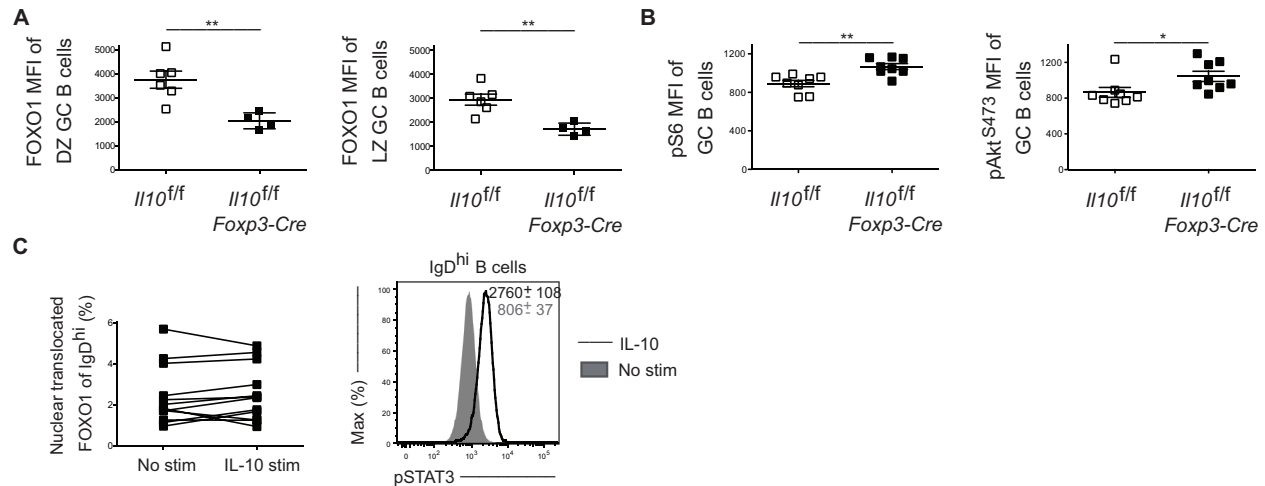 A
**
FOXO1 MFI of
DZ GC B cells
5000
4000
3000
2000
1000
0
Il10f/f
Il10f/f
Foxp3-Cre
**
FOXO1 MFI of
LZ GC B cells
5000
4000
3000
2000
1000
0
Il10f/f
Il10f/f
Foxp3-Cre
B
**
pS6 MFI of
GC B cells
1200
800
400
0
Il10f/f
Il10f/f
Foxp3-Cre
*
pAktS473 MFI of
GC B cells
1200
800
400
0
Il10f/f
Il10f/f
Foxp3-Cre
C
Nuclear translocated
FOXO1 of IgDhi (%)
6
4
2
0
No stim
IL-10 stim
IgDhi B cells
2760± 108
806± 37
Max (%)
100
80
60
40
20
0
0 102 103 104 105
pSTAT3
IL-10
No stim